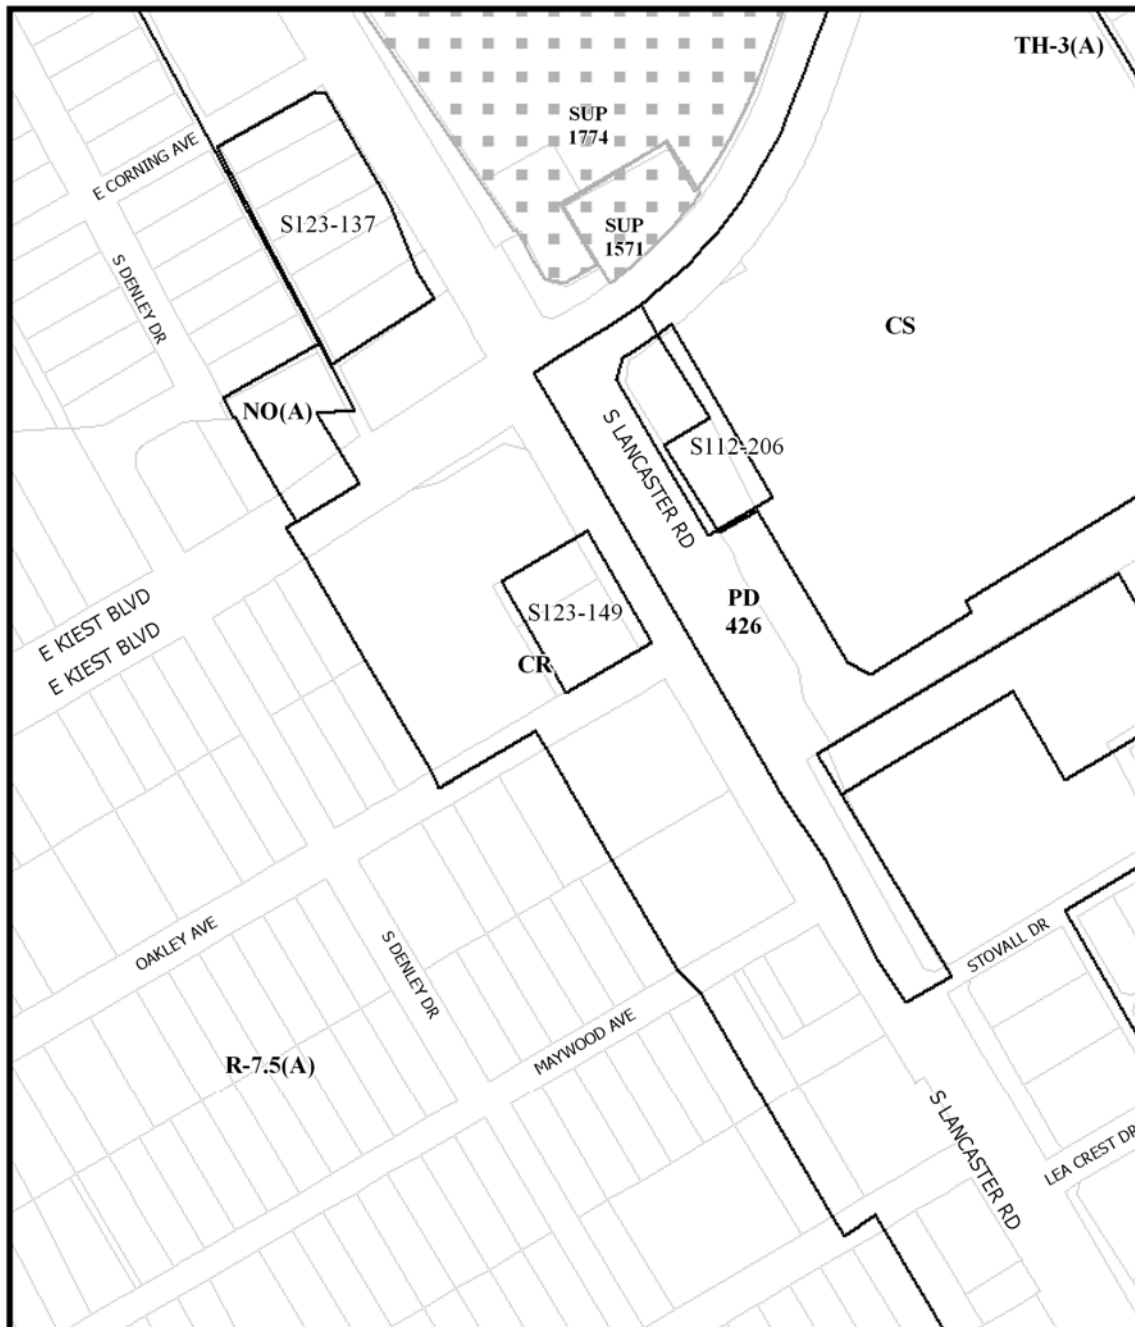 TH-3(A)
SUP
1774
E CORNING AVE
S123-137
SUP
1571
S DENLEY DR
CS
NO(A)
S LANCASTER RD
S112-206
E KIEST BLVD
E KIEST BLVD
S123-149
PD
426
CR
OAKLEY AVE
S DENLEY DR
STOVALL DR
MAYWOOD AVE
R-7.5(A)
S LANCASTER RD
LEA CREST DR